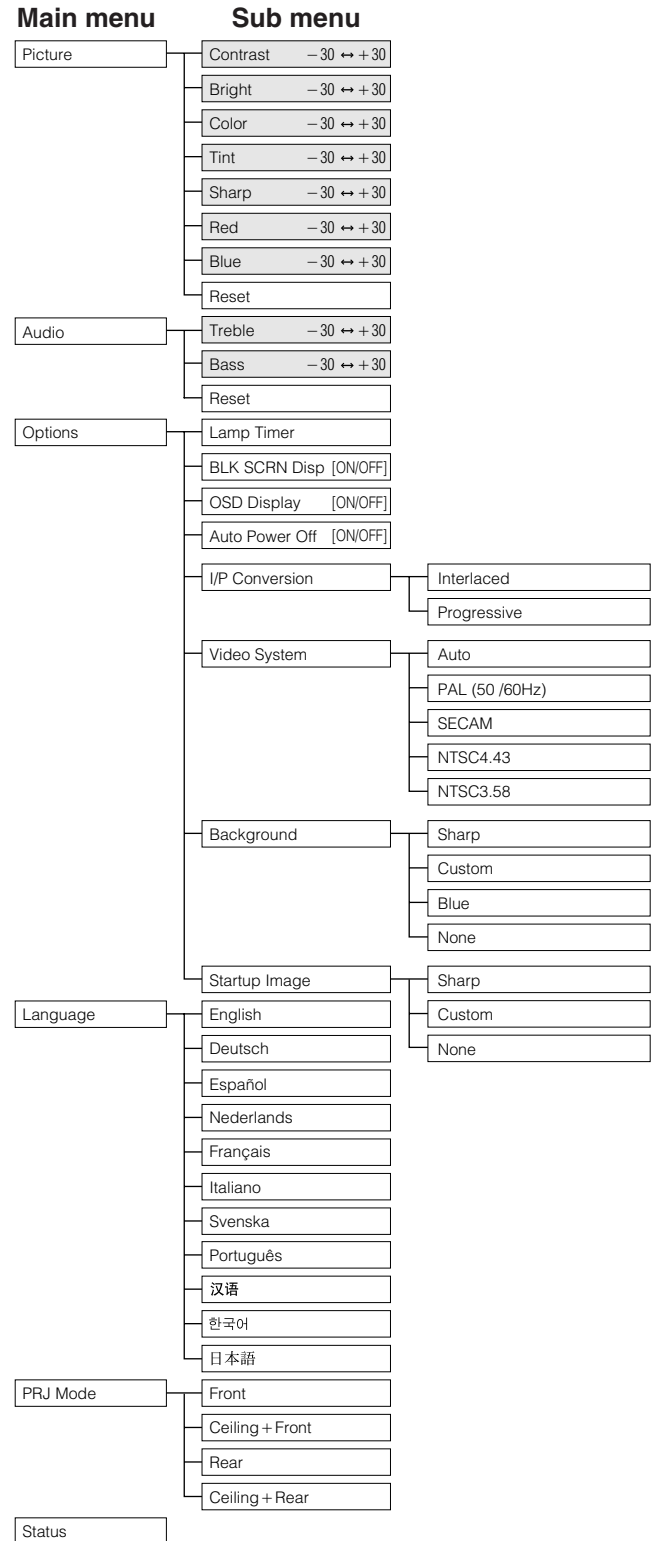 Main menu Sub menu
Picture Contrast −30 ↔ +30
Bright −30 ↔ +30
Color −30 ↔ +30
Tint −30 ↔ +30
Sharp −30 ↔ +30
Red −30 ↔ +30
Blue −30 ↔ +30
Reset
Audio Treble −30 ↔ +30
Bass −30 ↔ +30
Reset
Options Lamp Timer
BLK SCRN Disp [ON/OFF]
OSD Display [ON/OFF]
Auto Power Off [ON/OFF]
I/P Conversion Interlaced
Progressive
Video System Auto
PAL (50 /60Hz)
SECAM
NTSC4.43
NTSC3.58
Background Sharp
Custom
Blue
None
Startup Image Sharp
Language English Custom
Deutsch None
Español
Nederlands
Français
Italiano
Svenska
Português
汉语
한국어
日本語
PRJ Mode Front
Ceiling+Front
Rear
Ceiling+Rear
Status